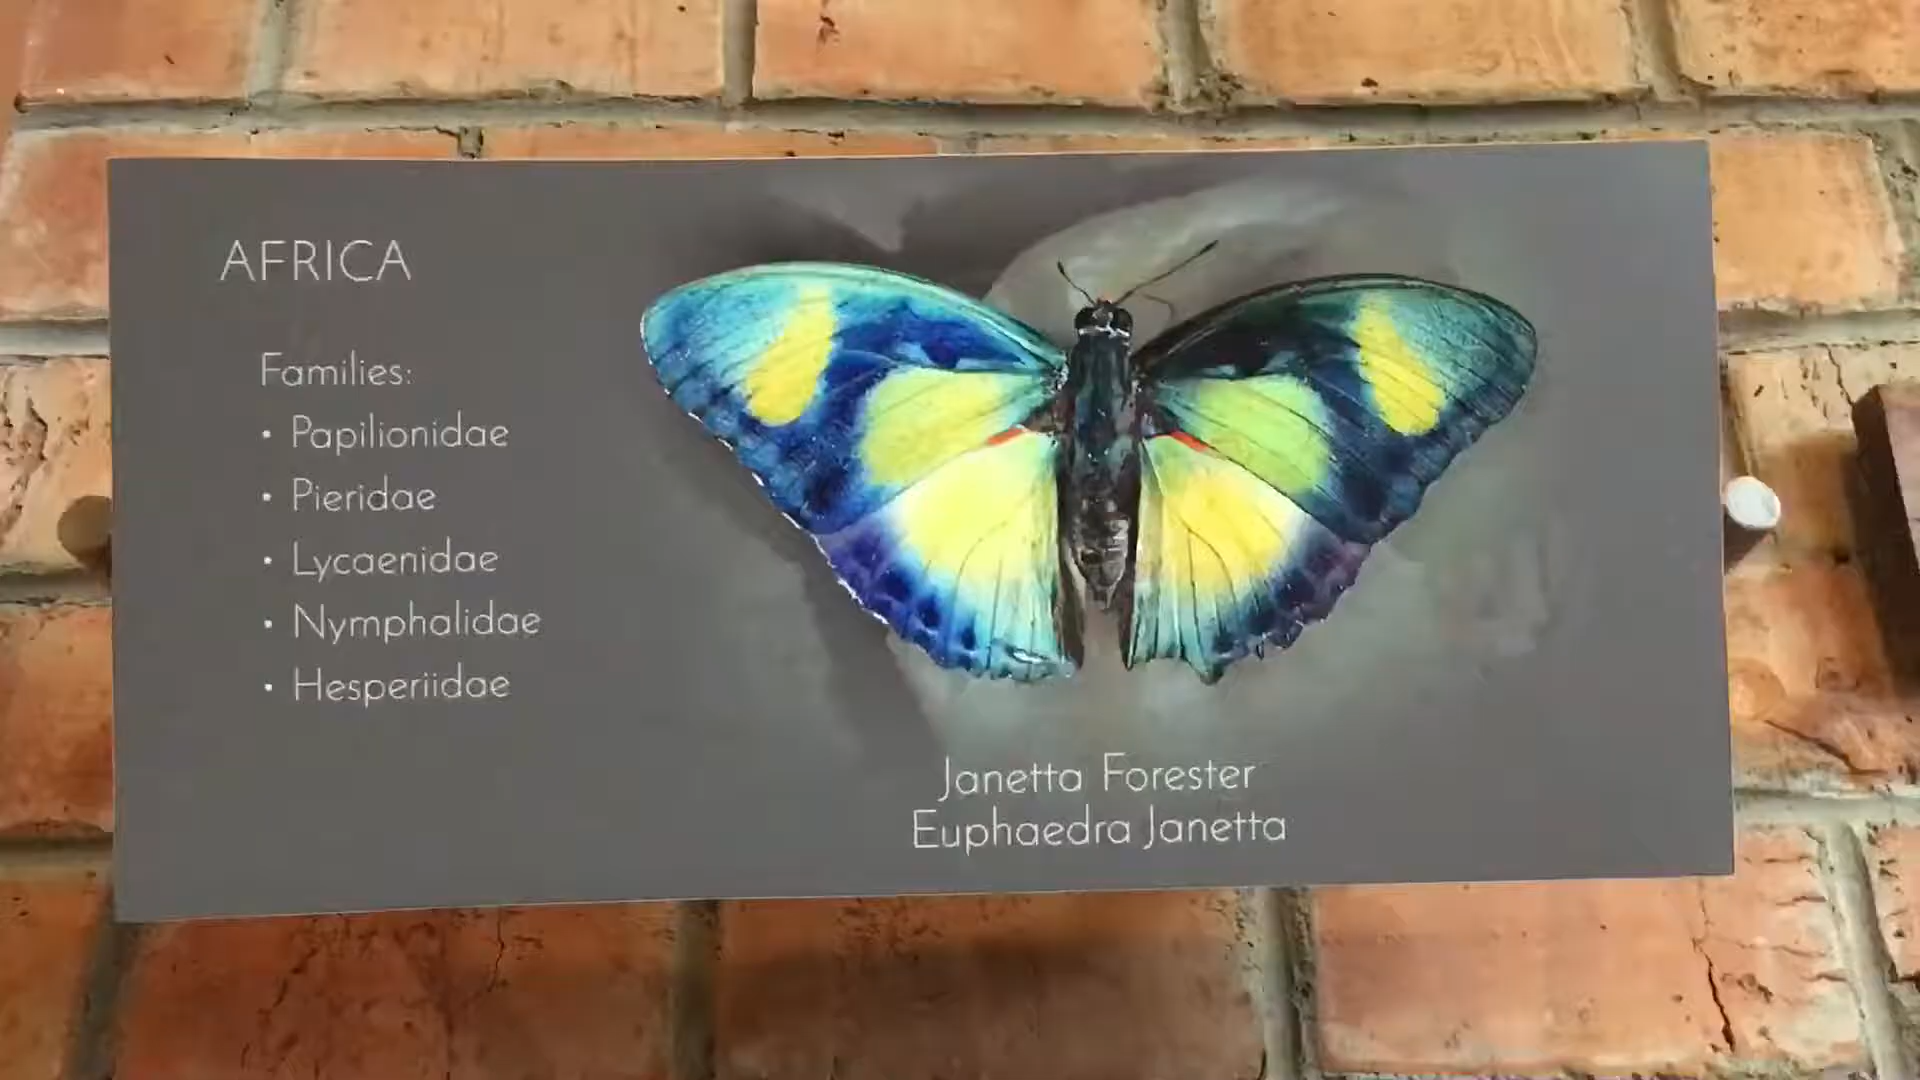 AFRICA
Families:
• Papilionidae
• Pieridae
• Lycaenidae
• Nymphalidae
• Hesperiidae
Janetta Forester
Euphaedra Janetta